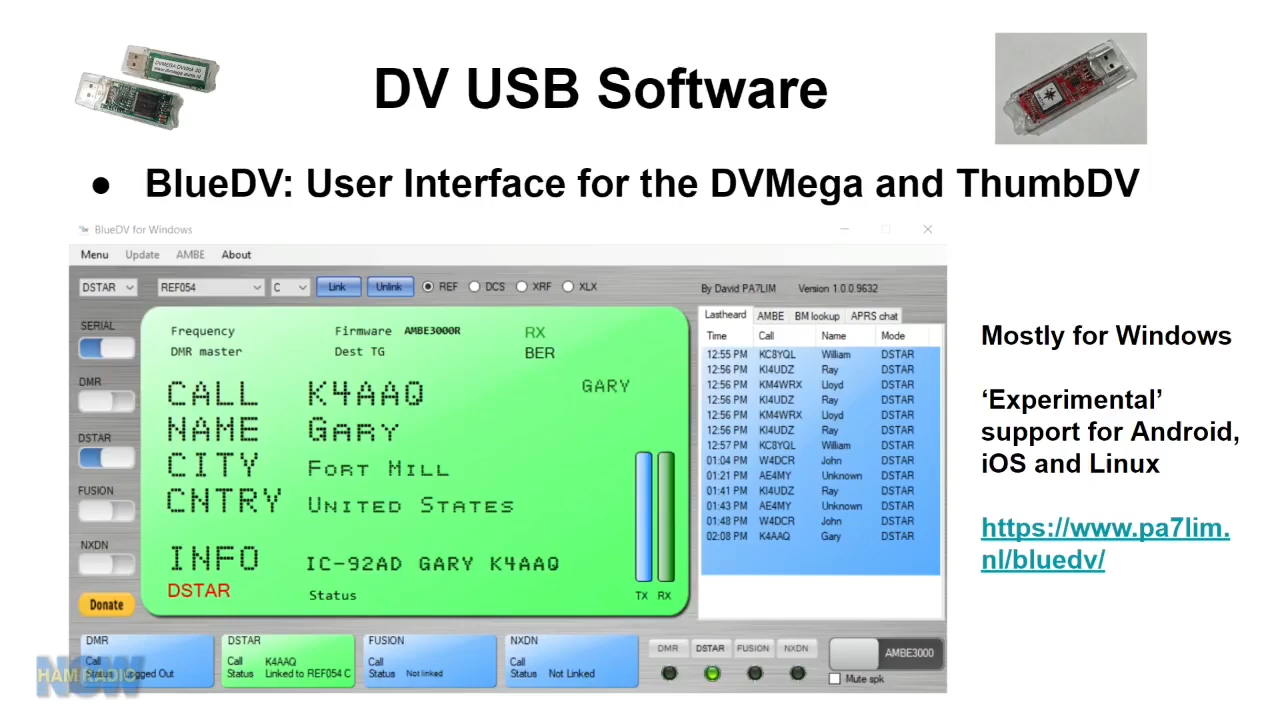 DVMEGA DVstick 30
DV USB Software
● BlueDV: User Interface for the DVMega and ThumbDV
BlueDV for Windows
Menu Update AMBE About
DSTAR REF054 C Link Unlink REF DCS XRF XLX By David PA7LIM Version 1.0.0.9632
SERIAL
DMR
DSTAR
FUSION
NXDN
Donate
Frequency Firmware AMBE3000R RX
DMR master Dest TG BER
CALL K4AAQ GARY
NAME Gary
CITY Fort Mill
CNTRY United States
INFO IC-92AD GARY K4AAQ
DSTAR
Status
TX RX
Lastheard AMBE BM lookup APRS chat
Time Call Name Mode
12:55 PM KC8YQL William DSTAR
12:56 PM KI4UDZ Ray DSTAR
12:56 PM KM4WRX Lloyd DSTAR
12:56 PM KI4UDZ Ray DSTAR
12:56 PM KM4WRX Lloyd DSTAR
12:56 PM KI4UDZ Ray DSTAR
12:57 PM KC8YQL William DSTAR
01:04 PM W4DCR John DSTAR
01:21 PM AE4MY Unknown DSTAR
01:41 PM KI4UDZ Ray DSTAR
01:43 PM AE4MY Unknown DSTAR
01:48 PM W4DCR John DSTAR
02:08 PM K4AAQ Gary DSTAR
Mostly for Windows
‘Experimental’
support for Android,
iOS and Linux
https://www.pa7lim.
nl/bluedv/
DMR
Call
Status Logged Out
DSTAR
Call K4AAQ
Status Linked to REF054 C
FUSION
Call
Status Not linked
NXDN
Call
Status Not Linked
DMR DSTAR FUSION NXDN
AMBE3000
Mute spk
NOW
HAM RADIO